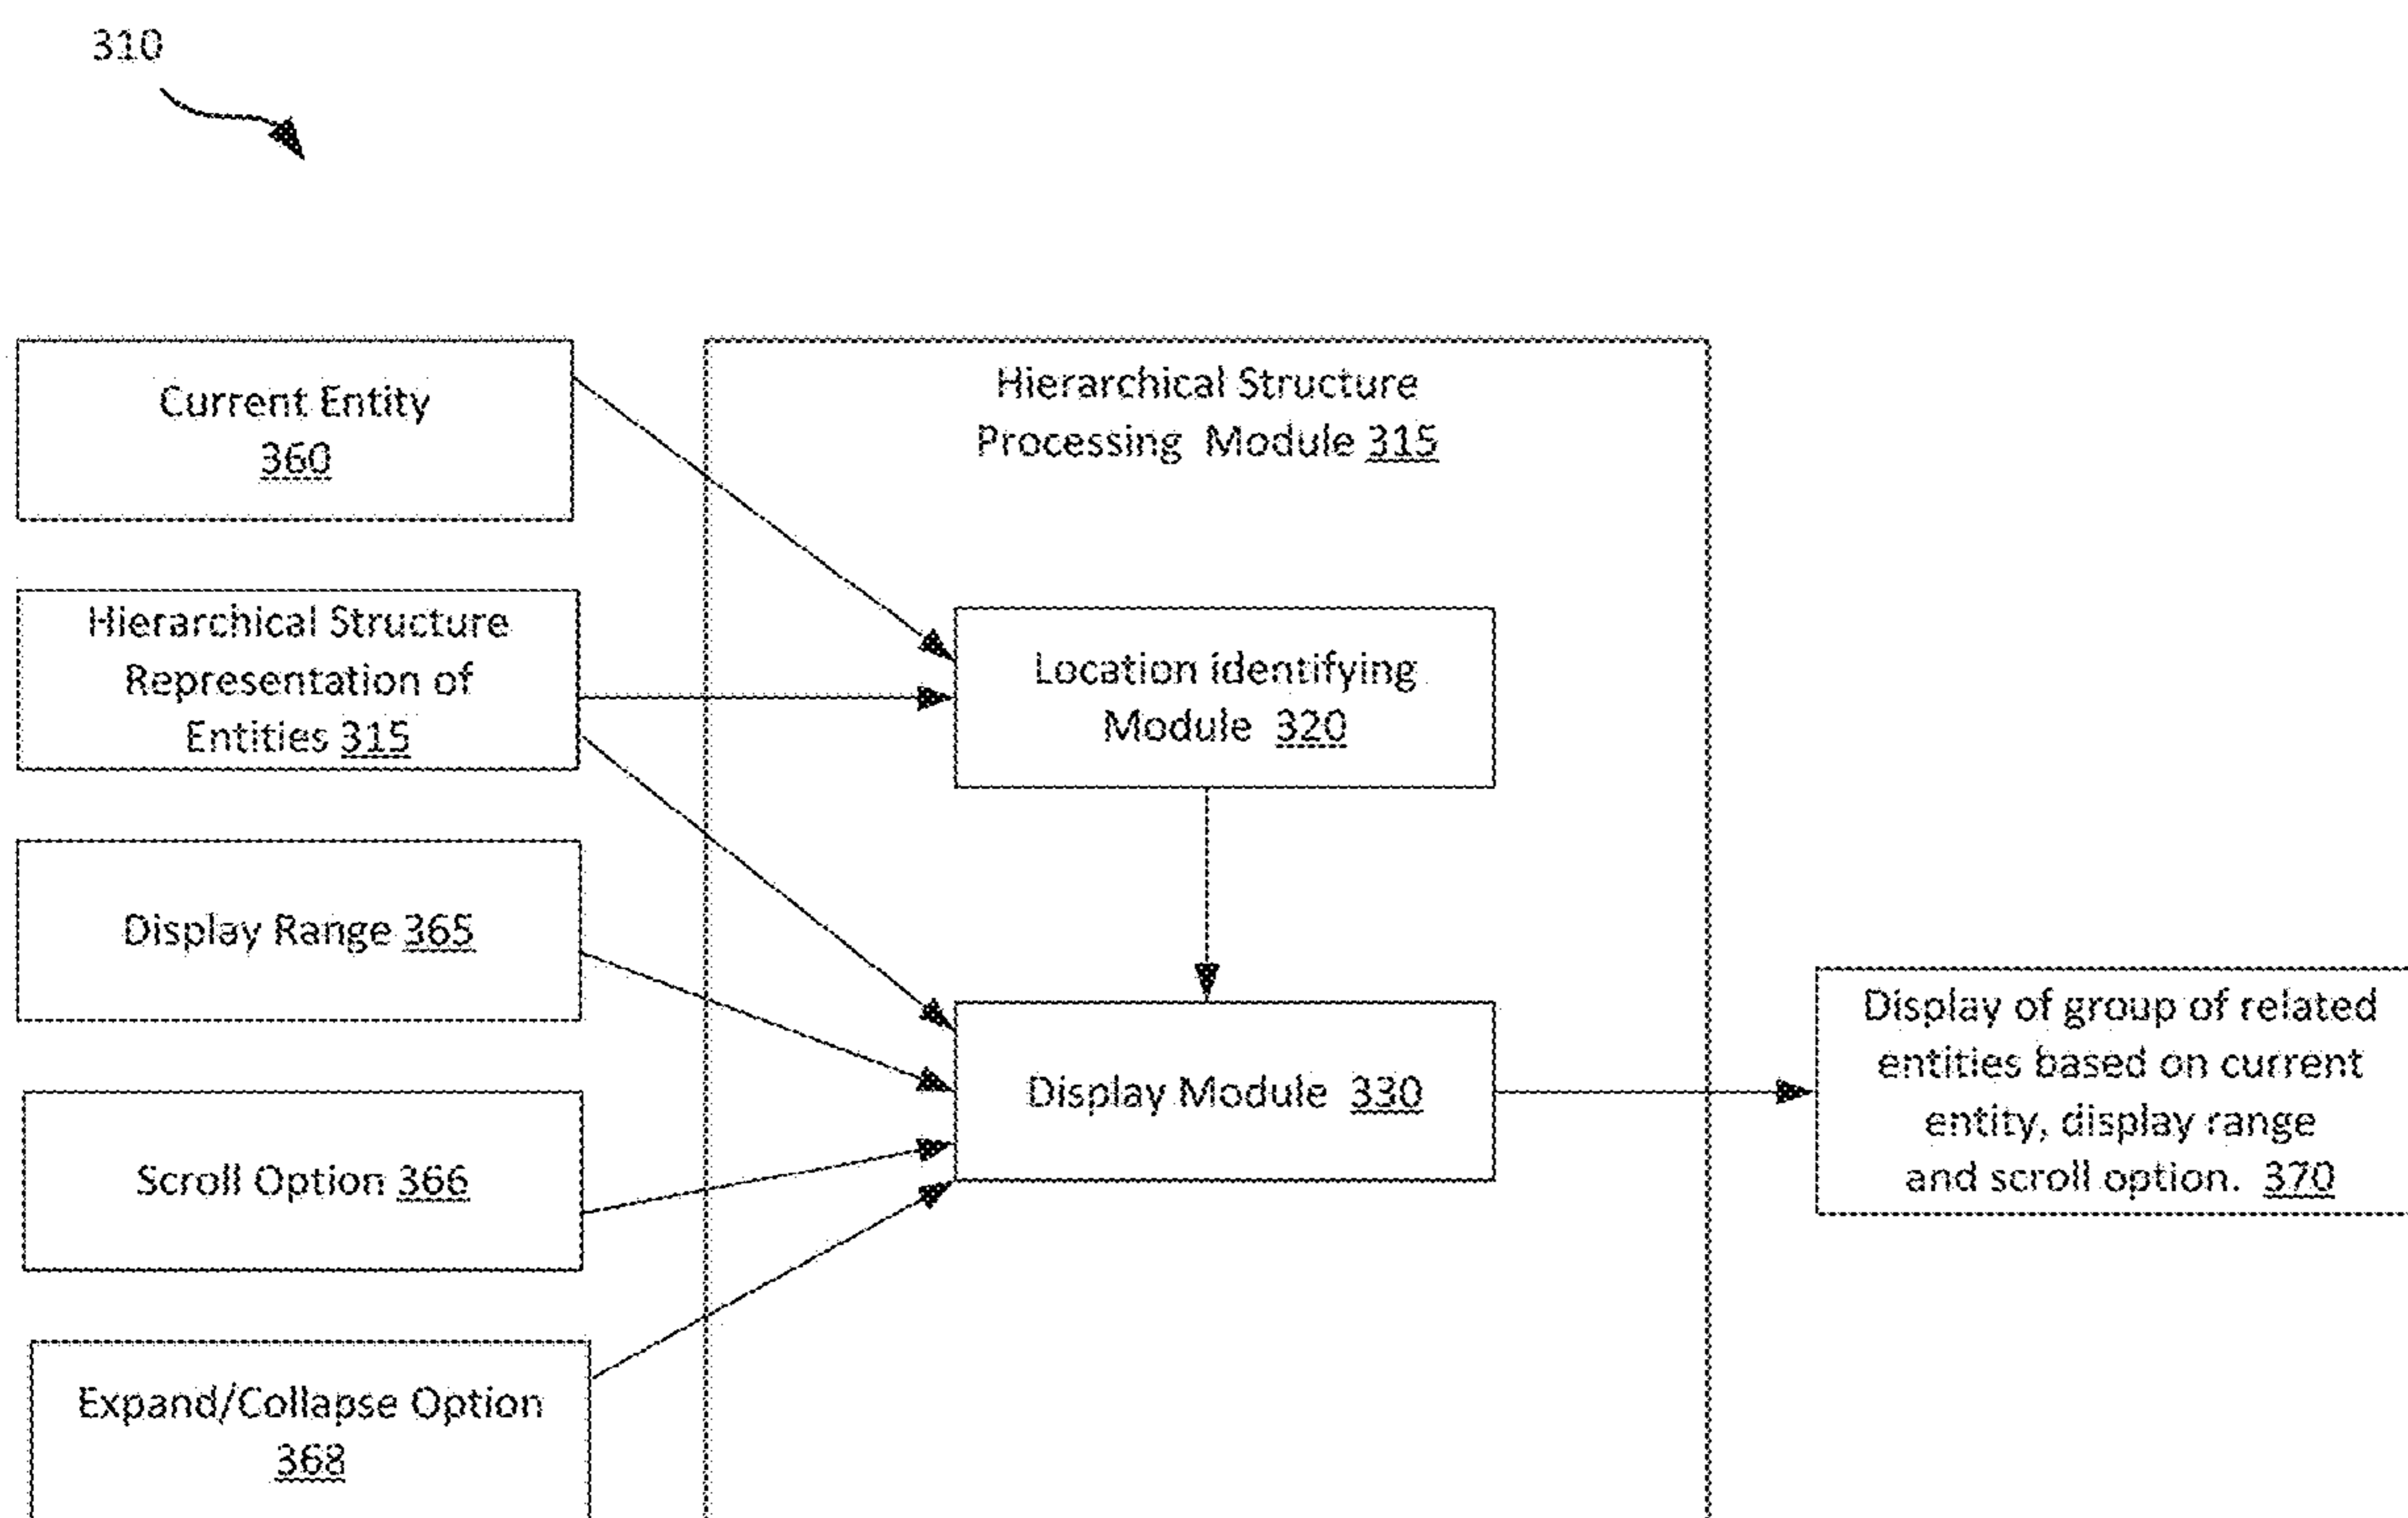 310
Current Entity
360
Hierarchical Structure
Processing Module 315
Hierarchical Structure
Representation of
Entities 315
Location identifying
Module 320
Display Range 365
Display Module 330
Display of group of related
entities based on current
entity, display range
and scroll option. 370
Scroll Option 366
Expand/Collapse Option
368